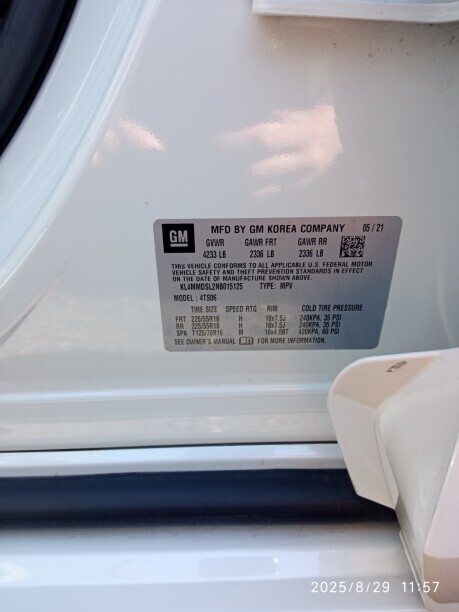 GM MFD BY GM KOREA COMPANY 05 / 21
GVWR GAWR FRT GAWR RR
4233 LB 2336 LB 2336 LB
THIS VEHICLE CONFORMS TO ALL APPLICABLE U.S. FEDERAL MOTOR
VEHICLE SAFETY AND THEFT PREVENTION STANDARDS IN EFFECT
ON THE DATE OF MANUFACTURE SHOWN ABOVE.
KL4MMDSL2NB015125 TYPE: MPV
MODEL: 4TS06
TIRE SIZE SPEED RTG RIM COLD TIRE PRESSURE
FRT 225/55R18 H 18x7.5J 240KPA, 35 PSI
RR 225/55R18 H 18x7.5J 240KPA, 35 PSI
SPA T125/70R16 M 16x4.0BT 420KPA, 60 PSI
SEE OWNER'S MANUAL FOR MORE INFORMATION.
2025/8/29 11:57